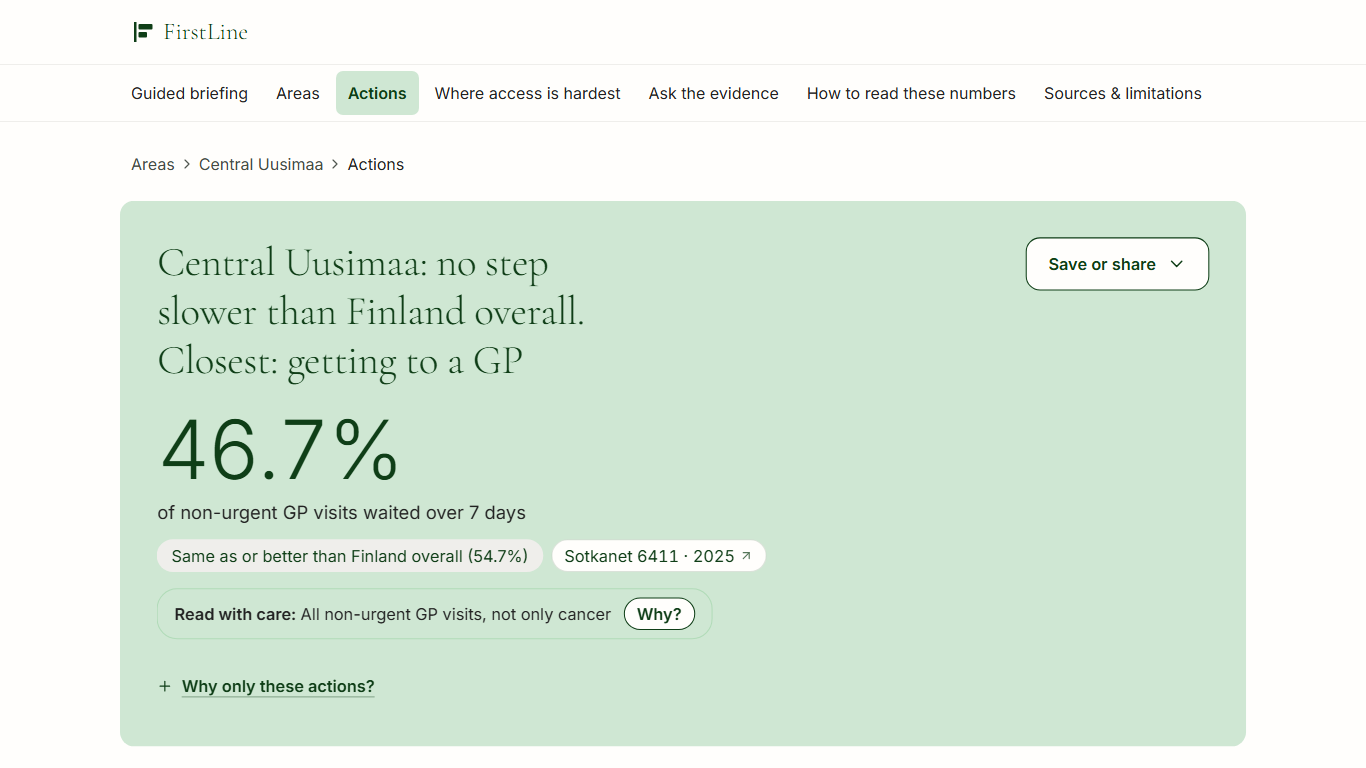 FirstLine
Guided briefing
Areas
Actions
Where access is hardest
Ask the evidence
How to read these numbers
Sources & limitations
Areas > Central Uusimaa > Actions
Central Uusimaa: no step
slower than Finland overall.
Closest: getting to a GP
Save or share
46.7%
of non-urgent GP visits waited over 7 days
Same as or better than Finland overall (54.7%)
Sotkanet 6411 · 2025 ↗
Read with care: All non-urgent GP visits, not only cancer
Why?
+ Why only these actions?